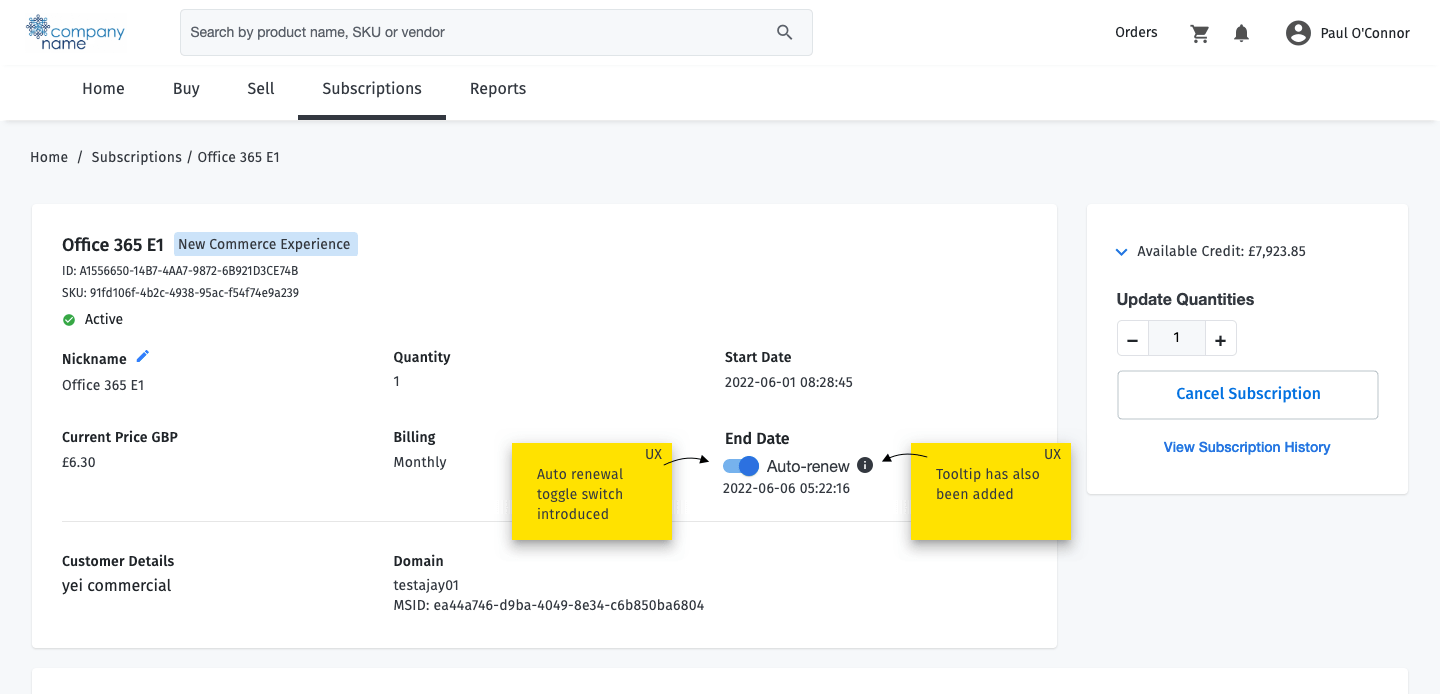 company
name
Search by product name, SKU or vendor
Orders
Paul O'Connor
Home
Buy
Sell
Subscriptions
Reports
Home / Subscriptions / Office 365 E1
Office 365 E1
New Commerce Experience
ID: A1556650-14B7-4AA7-9872-6B921D3CE74B
SKU: 91fd106f-4b2c-4938-95ac-f54f74e9a239
Active
Nickname
Office 365 E1
Quantity
1
Start Date
2022-06-01 08:28:45
Current Price GBP
£6.30
Billing
Monthly
End Date
Auto-renew
2022-06-06 05:22:16
UX
Auto renewal
toggle switch
introduced
UX
Tooltip has also
been added
Customer Details
yei commercial
Domain
testajay01
MSID: ea44a746-d9ba-4049-8e34-c6b850ba6804
Available Credit: £7,923.85
Update Quantities
− 1 +
Cancel Subscription
View Subscription History